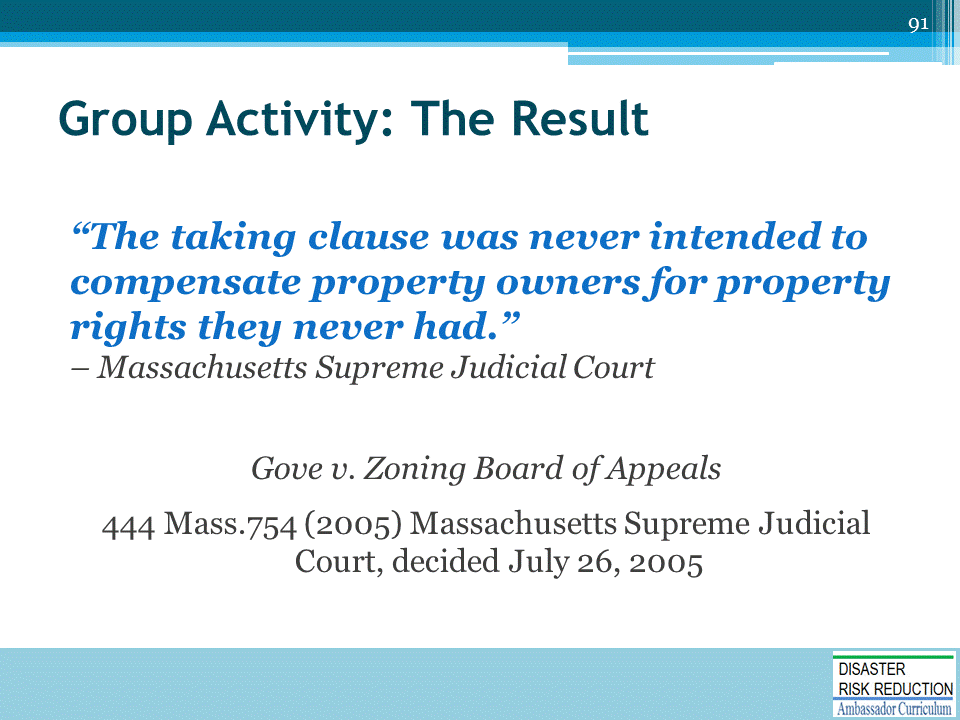 91
Group Activity: The Result
“The taking clause was never intended to
compensate property owners for property
rights they never had.”
– Massachusetts Supreme Judicial Court
Gove v. Zoning Board of Appeals
444 Mass.754 (2005) Massachusetts Supreme Judicial
Court, decided July 26, 2005
DISASTER
RISK REDUCTION
Ambassador Curriculum